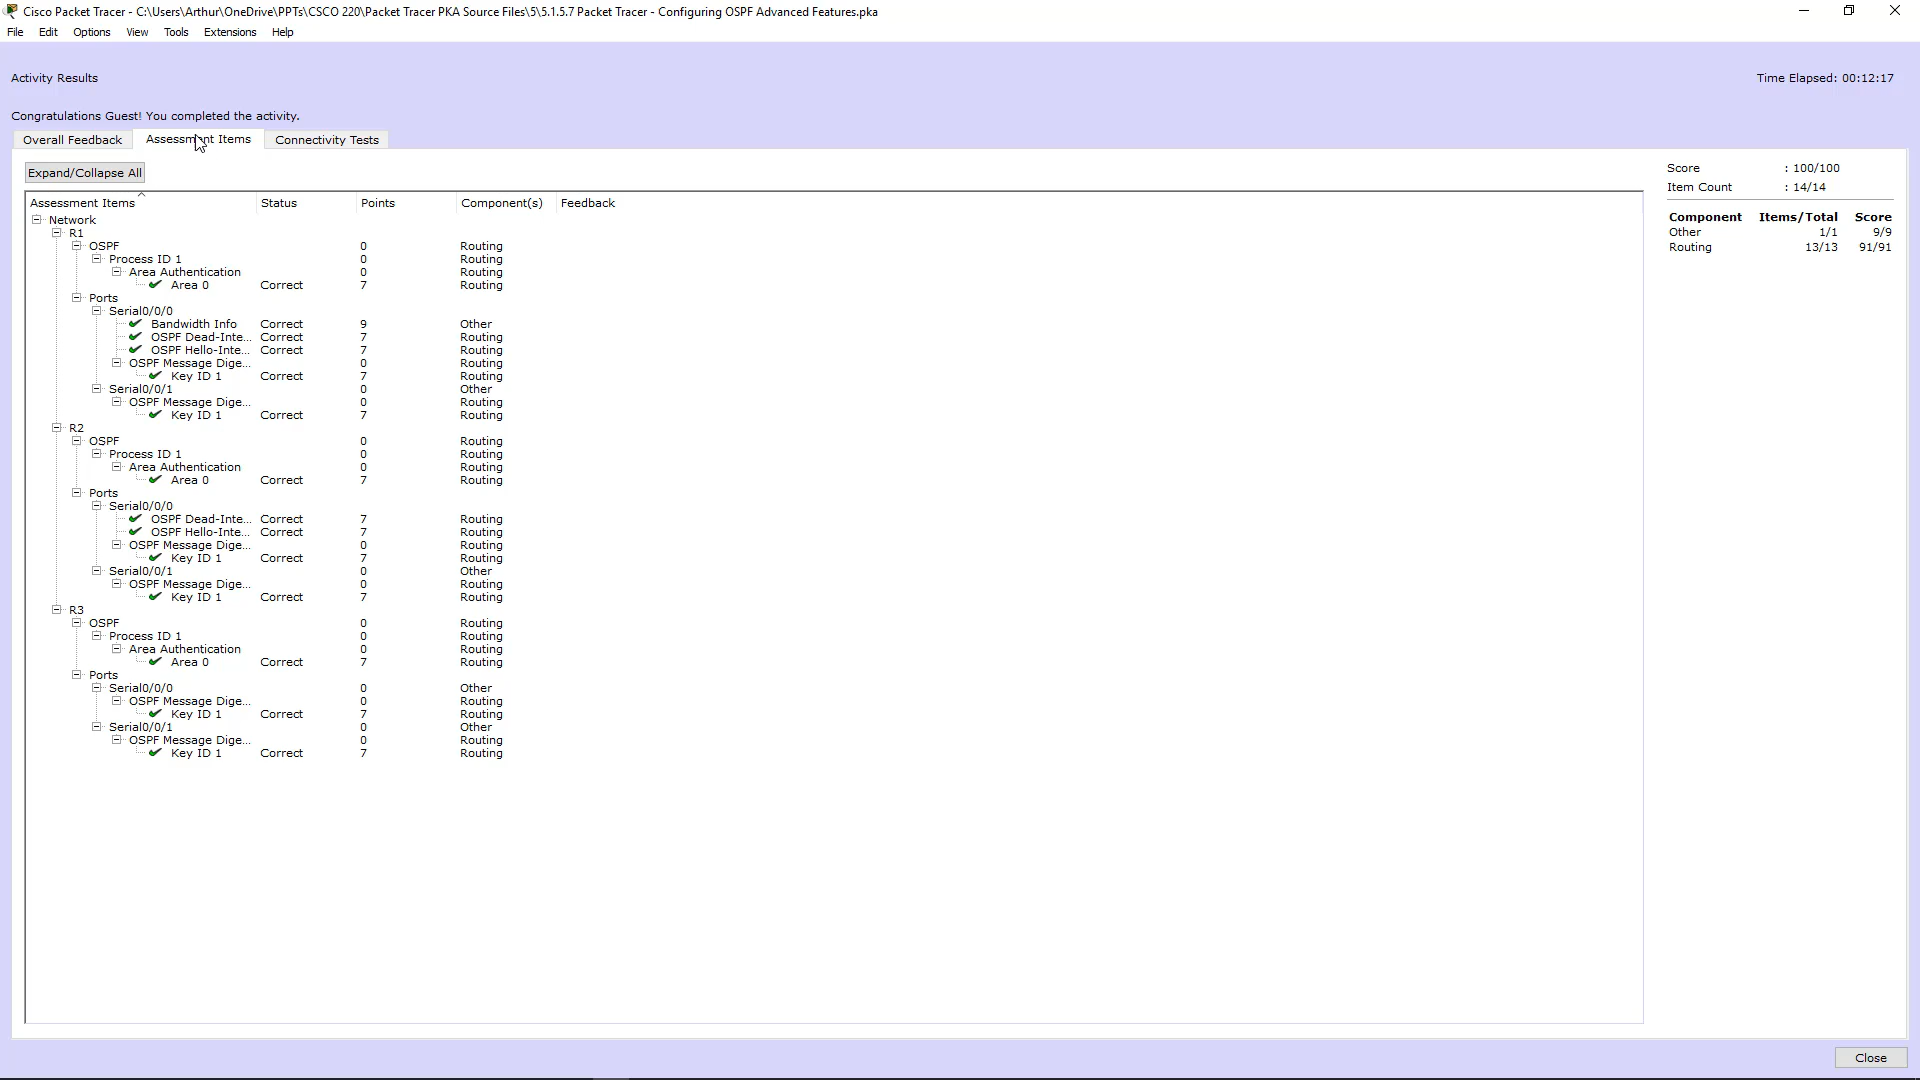 Cisco Packet Tracer - C:\Users\Arthur\OneDrive\PPTs\CSCO 220\Packet Tracer PKA Source Files\5\5.1.5.7 Packet Tracer - Configuring OSPF Advanced Features.pka
File Edit Options View Tools Extensions Help
Activity Results
Time Elapsed: 00:12:17
Congratulations Guest! You completed the activity.
Overall Feedback Assessment Items Connectivity Tests
Expand/Collapse All
Assessment Items Status Points Component(s) Feedback
Network
R1
OSPF 0 Routing
Process ID 1 0 Routing
Area Authentication 0 Routing
Area 0 Correct 7 Routing
Ports
Serial0/0/0
Bandwidth Info Correct 9 Other
OSPF Dead-Inte... Correct 7 Routing
OSPF Hello-Inte... Correct 7 Routing
OSPF Message Dige... 0 Routing
Key ID 1 Correct 7 Routing
Serial0/0/1 0 Other
OSPF Message Dige... 0 Routing
Key ID 1 Correct 7 Routing
R2
OSPF 0 Routing
Process ID 1 0 Routing
Area Authentication 0 Routing
Area 0 Correct 7 Routing
Ports
Serial0/0/0
OSPF Dead-Inte... Correct 7 Routing
OSPF Hello-Inte... Correct 7 Routing
OSPF Message Dige... 0 Routing
Key ID 1 Correct 7 Routing
Serial0/0/1 0 Other
OSPF Message Dige... 0 Routing
Key ID 1 Correct 7 Routing
R3
OSPF 0 Routing
Process ID 1 0 Routing
Area Authentication 0 Routing
Area 0 Correct 7 Routing
Ports
Serial0/0/0 0 Other
OSPF Message Dige... 0 Routing
Key ID 1 Correct 7 Routing
Serial0/0/1 0 Other
OSPF Message Dige... 0 Routing
Key ID 1 Correct 7 Routing
Score : 100/100
Item Count : 14/14
Component Items/Total Score
Other 1/1 9/9
Routing 13/13 91/91
Close